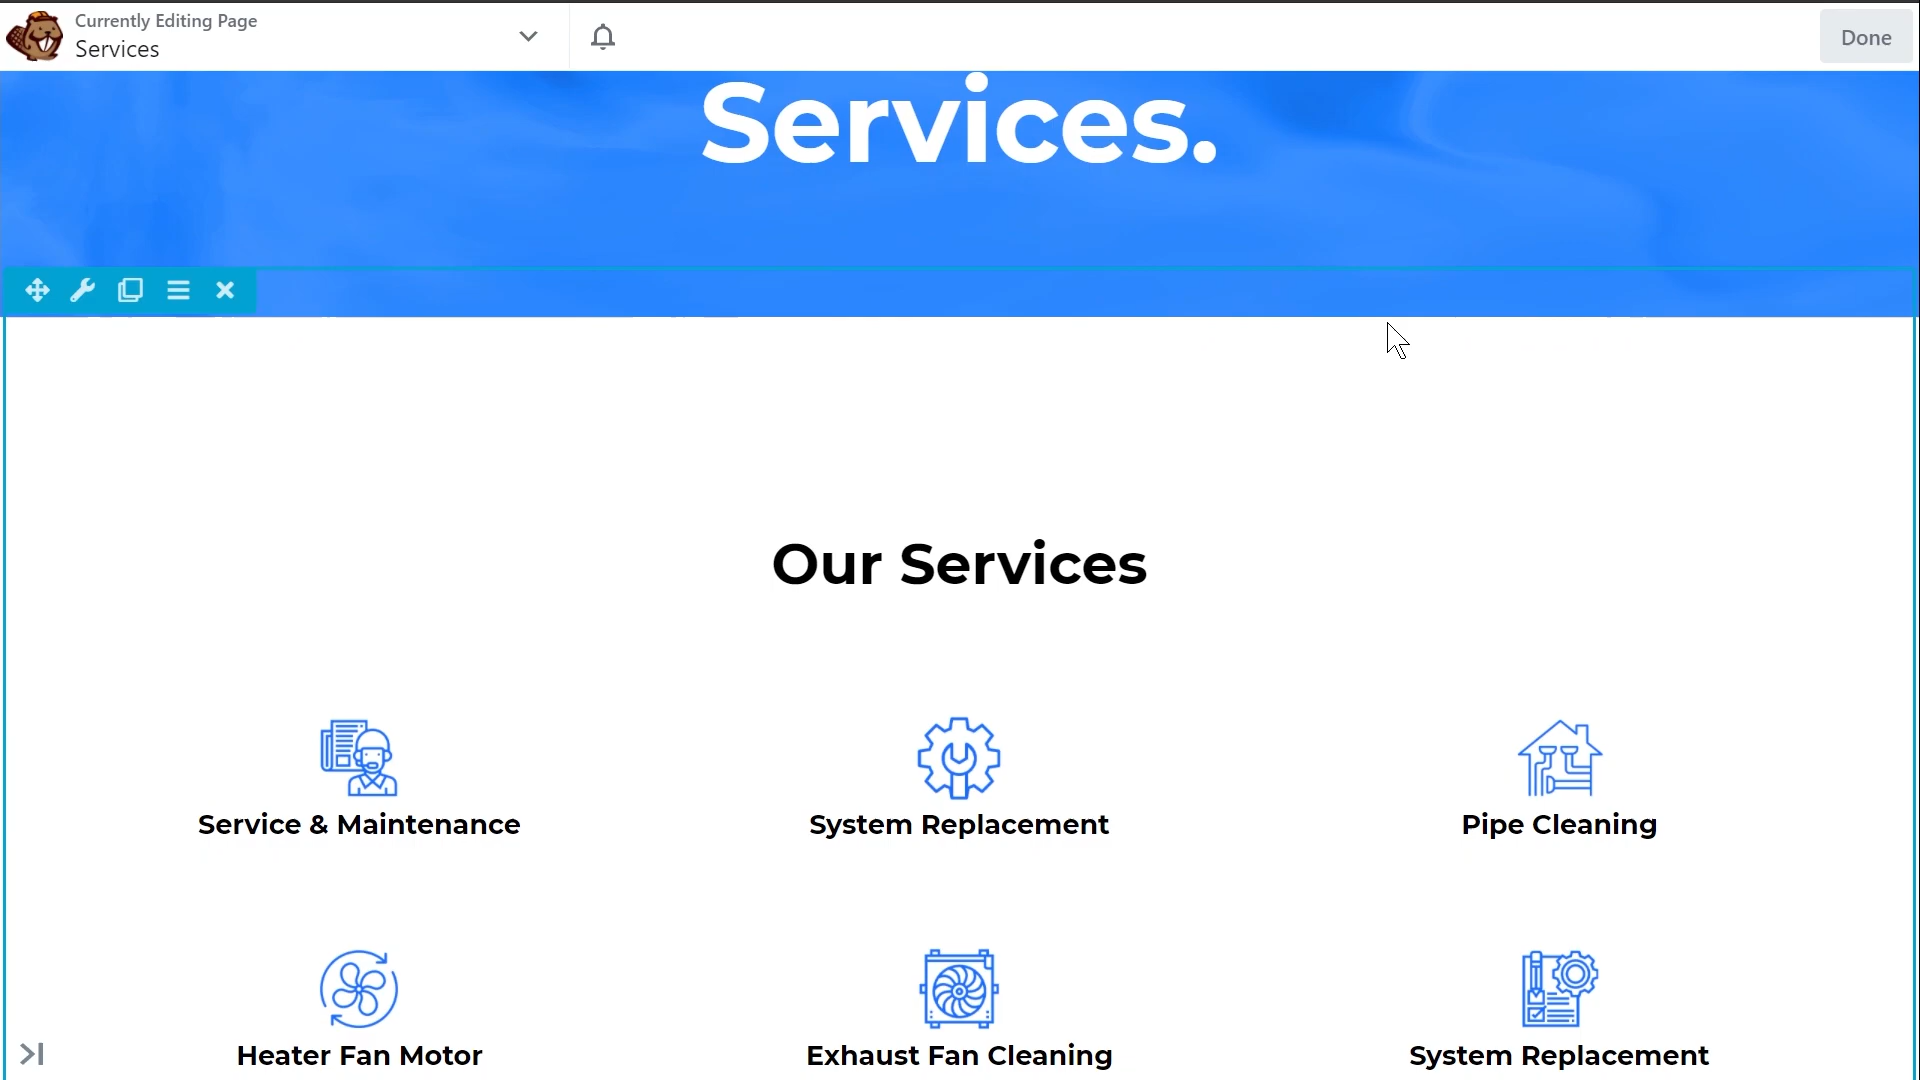 Currently Editing Page
Services
Done
Services.
Our Services
Service & Maintenance
System Replacement
Pipe Cleaning
Heater Fan Motor
Exhaust Fan Cleaning
System Replacement